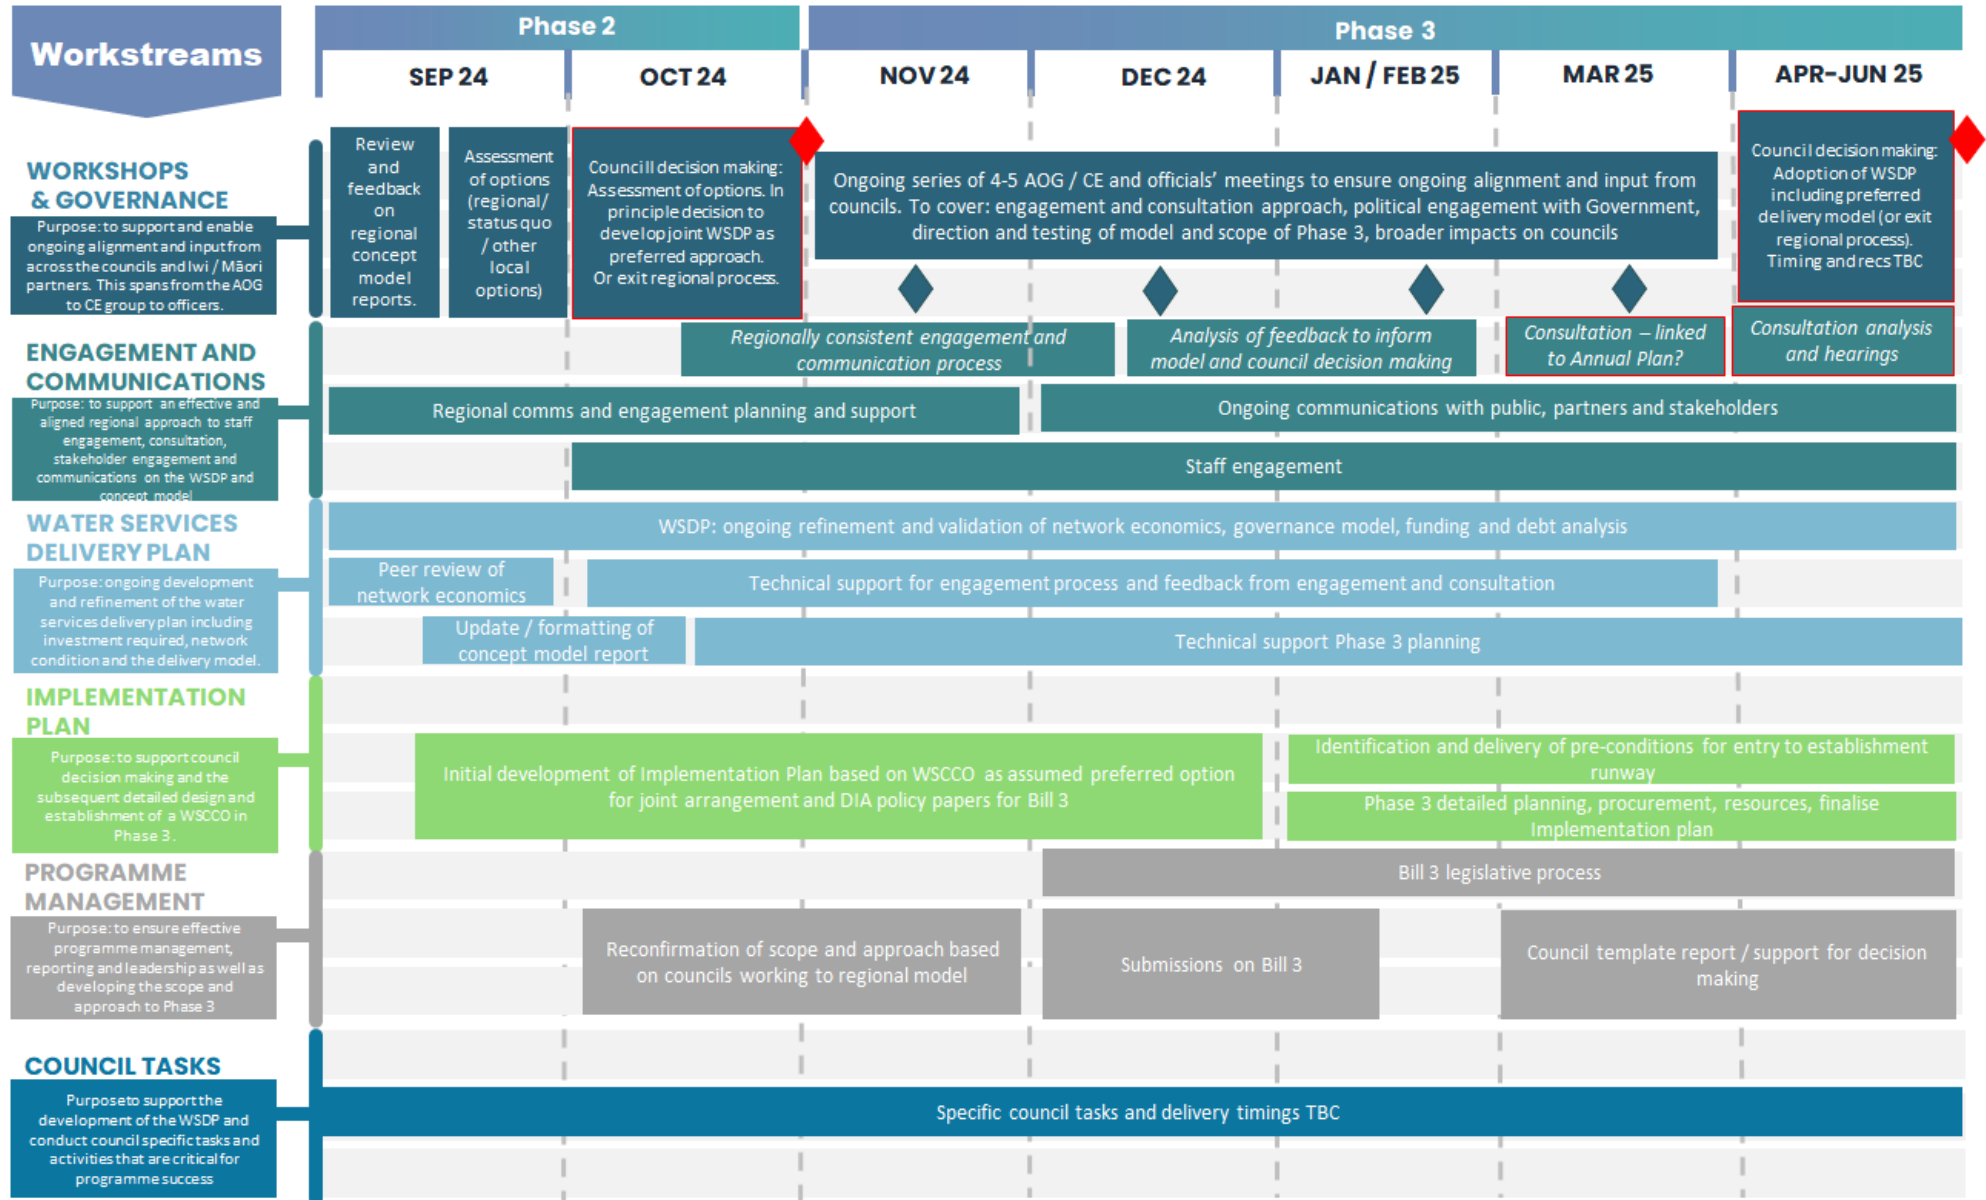 Workstreams
Phase 2
Phase 3
SEP 24
OCT 24
NOV 24
DEC 24
JAN / FEB 25
MAR 25
APR-JUN 25
WORKSHOPS
& GOVERNANCE
Purpose: to support and enable
ongoing alignment and input from
across the councils and Iwi / Māori
partners. This spans from the AOG
to CE group to officers.
Review
and
feedback
on
regional
concept
model
reports.
Assessment
of options
(regional/
status quo
/ other
local
options)
Councill decision making:
Assessment of options. In
principle decision to
develop joint WSDP as
preferred approach.
Or exit regional process.
Ongoing series of 4-5 AOG / CE and officials’ meetings to ensure ongoing alignment and input from
councils. To cover: engagement and consultation approach, political engagement with Government,
direction and testing of model and scope of Phase 3, broader impacts on councils
Council decision making:
Adoption of WSDP
including preferred
delivery model (or exit
regional process).
Timing and recs TBC
ENGAGEMENT AND
COMMUNICATIONS
Purpose: to support an effective and
aligned regional approach to staff
engagement, consultation,
stakeholder engagement and
communications on the WSDP and
concept model
Regionally consistent engagement and
communication process
Analysis of feedback to inform
model and council decision making
Consultation – linked
to Annual Plan?
Consultation analysis
and hearings
Regional comms and engagement planning and support
Ongoing communications with public, partners and stakeholders
Staff engagement
WATER SERVICES
DELIVERY PLAN
Purpose: ongoing development
and refinement of the water
services delivery plan including
investment required, network
condition and the delivery model.
WSDP: ongoing refinement and validation of network economics, governance model, funding and debt analysis
Peer review of
network economics
Technical support for engagement process and feedback from engagement and consultation
Update / formatting of
concept model report
Technical support Phase 3 planning
IMPLEMENTATION
PLAN
Purpose: to support council
decision making and the
subsequent detailed design and
establishment of a WSCCO in
Phase 3.
Initial development of Implementation Plan based on WSCCO as assumed preferred option
for joint arrangement and DIA policy papers for Bill 3
Identification and delivery of pre-conditions for entry to establishment
runway
Phase 3 detailed planning, procurement, resources, finalise
Implementation plan
PROGRAMME
MANAGEMENT
Purpose: to ensure effective
programme management,
reporting and leadership as well as
developing the scope and
approach to Phase 3
Bill 3 legislative process
Reconfirmation of scope and approach based
on councils working to regional model
Submissions on Bill 3
Council template report / support for decision
making
COUNCIL TASKS
Purpose to support the
development of the WSDP and
conduct council specific tasks and
activities that are critical for
programme success
Specific council tasks and delivery timings TBC